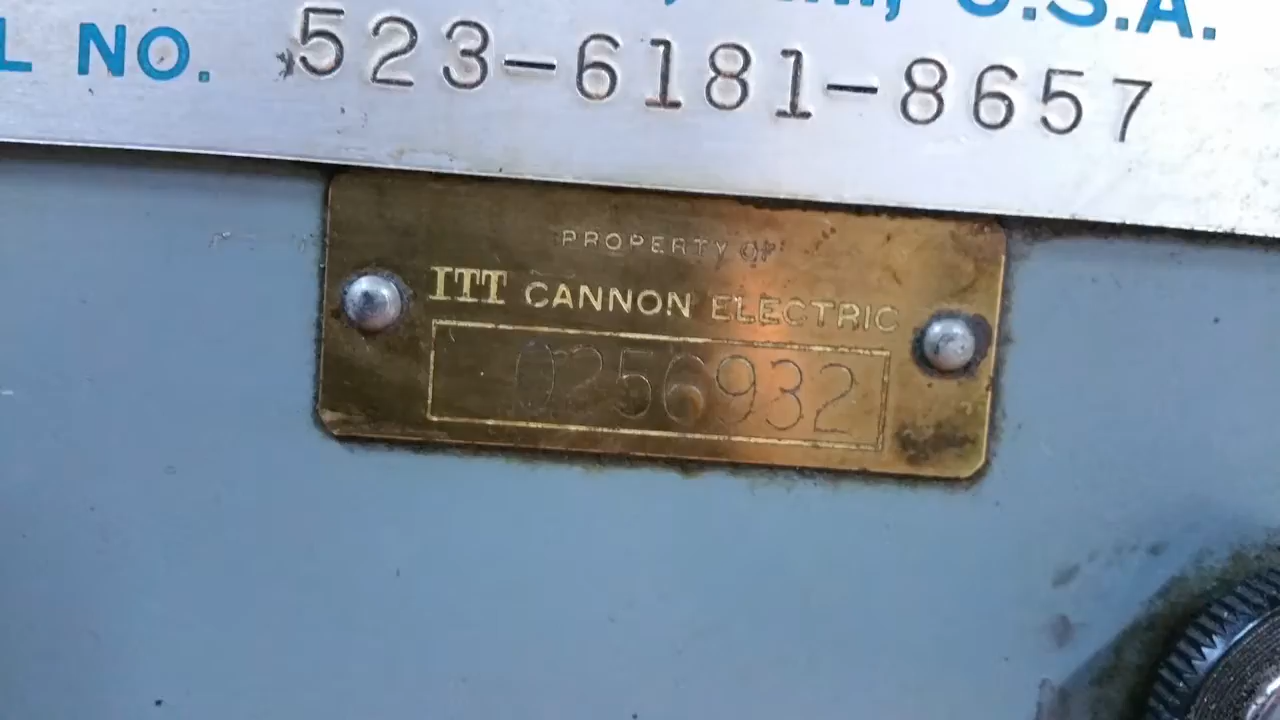 U.S.A.
L NO. 523-6181-8657
PROPERTY OF
ITT CANNON ELECTRIC
0256932